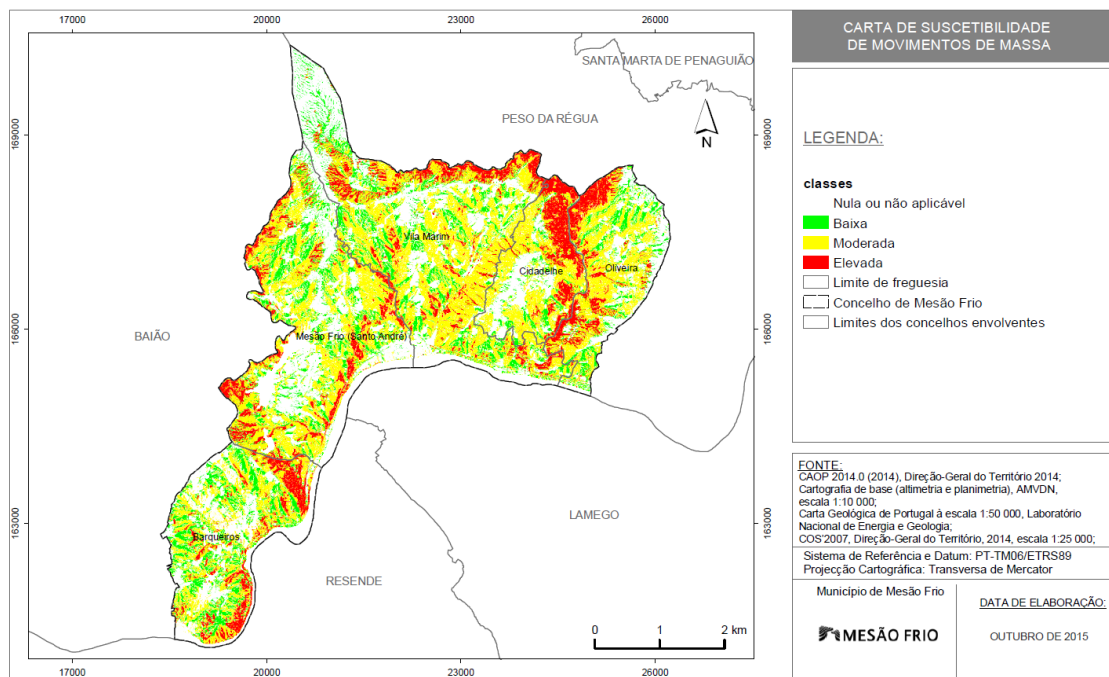 17000
20000
23000
26000
169000
166000
163000
SANTA MARTA DE PENAGUIÃO
PESO DA RÉGUA
N
Vila Marim
Cidadelhe
Oliveira
BAIÃO
Mesão Frio (Santo André)
LAMEGO
Barqueiros
RESENDE
0 1 2 km
169000
166000
163000
17000
20000
23000
26000
CARTA DE SUSCETIBILIDADE
DE MOVIMENTOS DE MASSA
LEGENDA:
classes
Nula ou não aplicável
Baixa
Moderada
Elevada
Limite de freguesia
Concelho de Mesão Frio
Limites dos concelhos envolventes
FONTE:
CAOP 2014.0 (2014), Direção-Geral do Território 2014;
Cartografia de base (altimetria e planimetria), AMVDN,
escala 1:10 000;
Carta Geológica de Portugal à escala 1:50 000, Laboratório
Nacional de Energia e Geologia;
COS'2007, Direção-Geral do Território, 2014, escala 1:25 000;
Sistema de Referência e Datum: PT-TM06/ETRS89
Projecção Cartográfica: Transversa de Mercator
Município de Mesão Frio
MESÃO FRIO
DATA DE ELABORAÇÃO:
OUTUBRO DE 2015